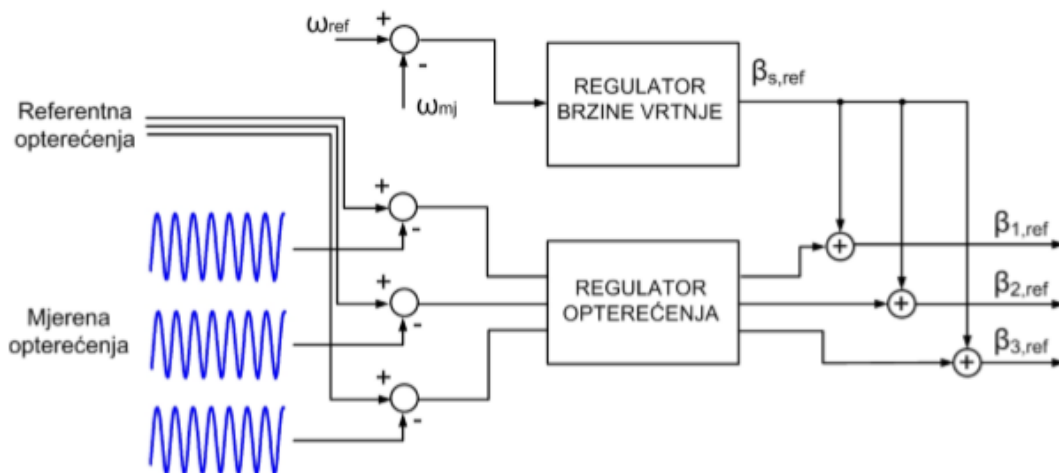 ωref
+
-
ωmj
REGULATOR
BRZINE VRTNJE
βs,ref
Referentna
opterećenja
+
-
+
-
+
-
Mjerena
opterećenja
REGULATOR
OPTEREĆENJA
+
β1,ref
+
β2,ref
+
β3,ref